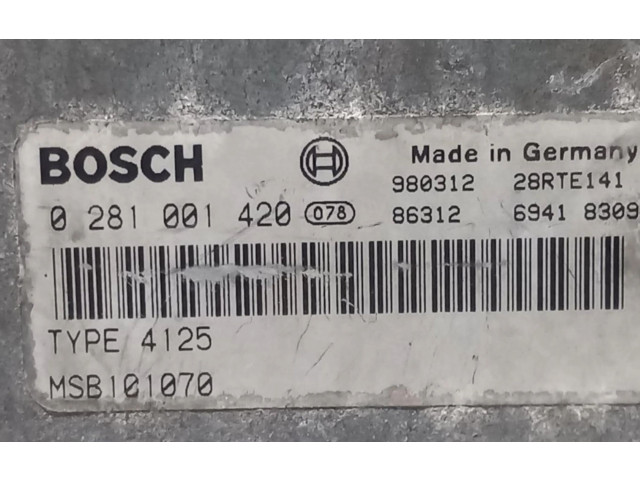 BOSCH
Made in Germany
980312 28RTE141
0 281 001 420 078
86312 6941 8309
TYPE 4125
MSB101070